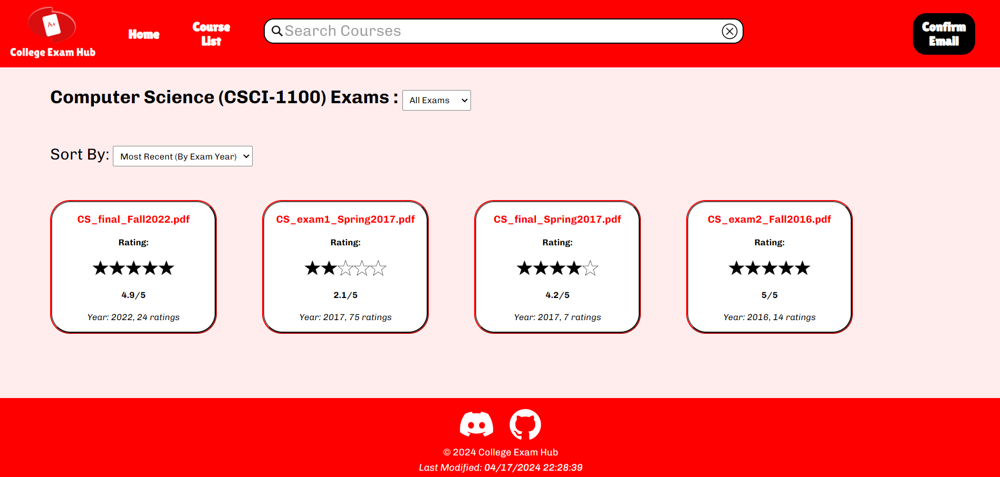 A+
College Exam Hub
Home
Course
List
Search Courses
Confirm
Email
Computer Science (CSCI-1100) Exams : All Exams
Sort By: Most Recent (By Exam Year)
CS_final_Fall2022.pdf
Rating:
4.9/5
Year: 2022, 24 ratings
CS_exam1_Spring2017.pdf
Rating:
2.1/5
Year: 2017, 75 ratings
CS_final_Spring2017.pdf
Rating:
4.2/5
Year: 2017, 7 ratings
CS_exam2_Fall2016.pdf
Rating:
5/5
Year: 2016, 14 ratings
© 2024 College Exam Hub
Last Modified: 04/17/2024 22:28:39